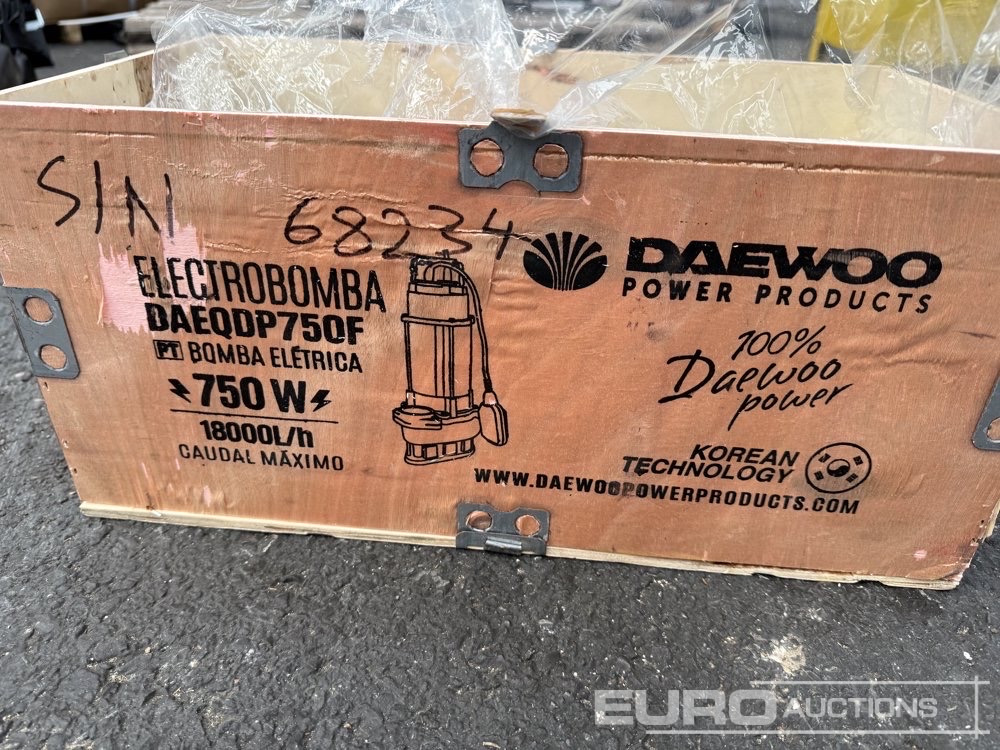 S/N 68234
ELECTROBOMBA
DAEQDP750F
PT BOMBA ELÉTRICA
750 W
18000L/h
CAUDAL MÁXIMO
DAEWOO
POWER PRODUCTS
100%
Daewoo
power
KOREAN
TECHNOLOGY
WWW.DAEWOOPOWERPRODUCTS.COM
EURO AUCTIONS